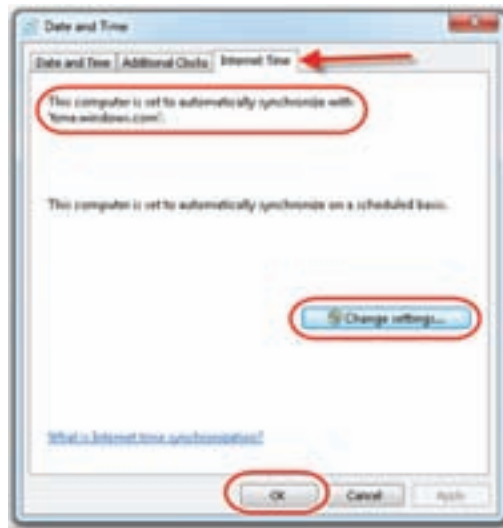 Date and Time
Date and Time Additional Clocks Internet Time
This computer is set to automatically synchronize with
'time.windows.com'.
This computer is set to automatically synchronize on a scheduled basis.
Change settings...
What is Internet time synchronization?
OK Cancel Apply